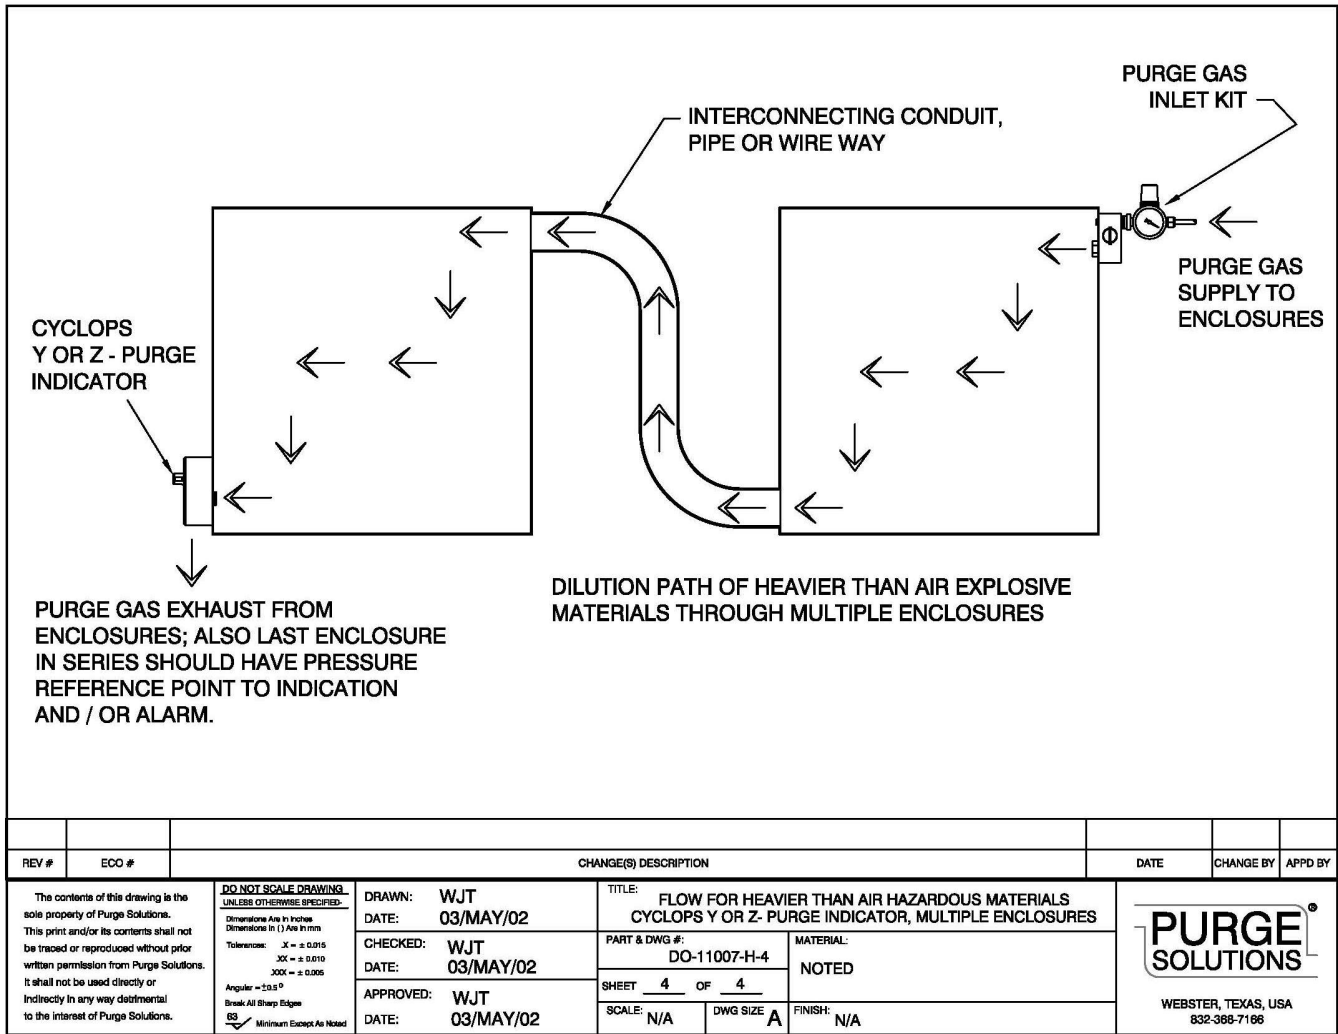 PURGE GAS
INLET KIT
INTERCONNECTING CONDUIT,
PIPE OR WIRE WAY
PURGE GAS
SUPPLY TO
ENCLOSURES
CYCLOPS
Y OR Z - PURGE
INDICATOR
DILUTION PATH OF HEAVIER THAN AIR EXPLOSIVE
MATERIALS THROUGH MULTIPLE ENCLOSURES
PURGE GAS EXHAUST FROM
ENCLOSURES; ALSO LAST ENCLOSURE
IN SERIES SHOULD HAVE PRESSURE
REFERENCE POINT TO INDICATION
AND / OR ALARM.
REV # ECO # CHANGE(S) DESCRIPTION DATE CHANGE BY APPD BY
The contents of this drawing is the
sole property of Purge Solutions.
This print and/or its contents shall not
be traced or reproduced without prior
written permission from Purge Solutions.
It shall not be used directly or
indirectly in any way detrimental
to the interest of Purge Solutions.
DO NOT SCALE DRAWING
UNLESS OTHERWISE SPECIFIED-
Dimensions Are In Inches
Dimensions in ( ) Are in mm
Tolerances: .X = ± 0.015
.XX = ± 0.010
.XXX = ± 0.005
Angular = ±0.5°
Break All Sharp Edges
63 Minimum Except As Noted
DRAWN: WJT
DATE: 03/MAY/02
CHECKED: WJT
DATE: 03/MAY/02
APPROVED: WJT
DATE: 03/MAY/02
TITLE: FLOW FOR HEAVIER THAN AIR HAZARDOUS MATERIALS
CYCLOPS Y OR Z- PURGE INDICATOR, MULTIPLE ENCLOSURES
PART & DWG #:
DO-11007-H-4
MATERIAL:
NOTED
SHEET 4 OF 4
SCALE: N/A DWG SIZE A FINISH: N/A
PURGE®
SOLUTIONS
WEBSTER, TEXAS, USA
832-368-7166